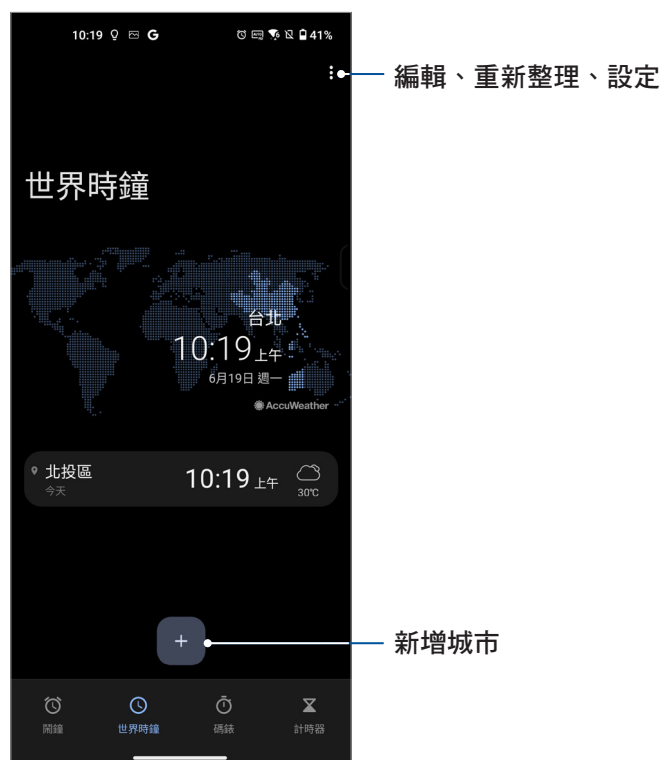 10:19 G 41%
編輯、重新整理、設定
世界時鐘
台北
10:19上午
6月19日 週一
AccuWeather
北投區
今天
10:19 上午
30°C
+
新增城市
鬧鐘 世界時鐘 碼錶 計時器